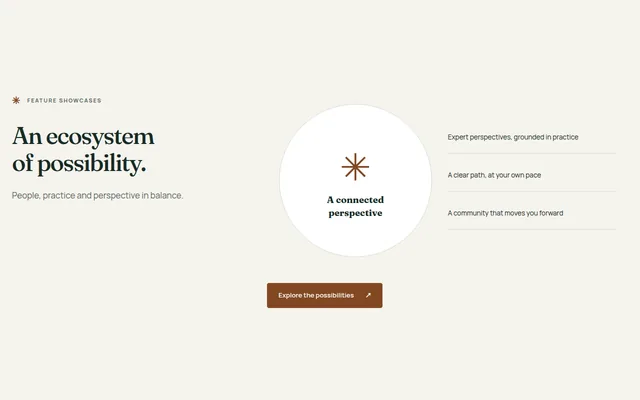 FEATURE SHOWCASES
An ecosystem
of possibility.
People, practice and perspective in balance.
A connected
perspective
Expert perspectives, grounded in practice
A clear path, at your own pace
A community that moves you forward
Explore the possibilities ↗